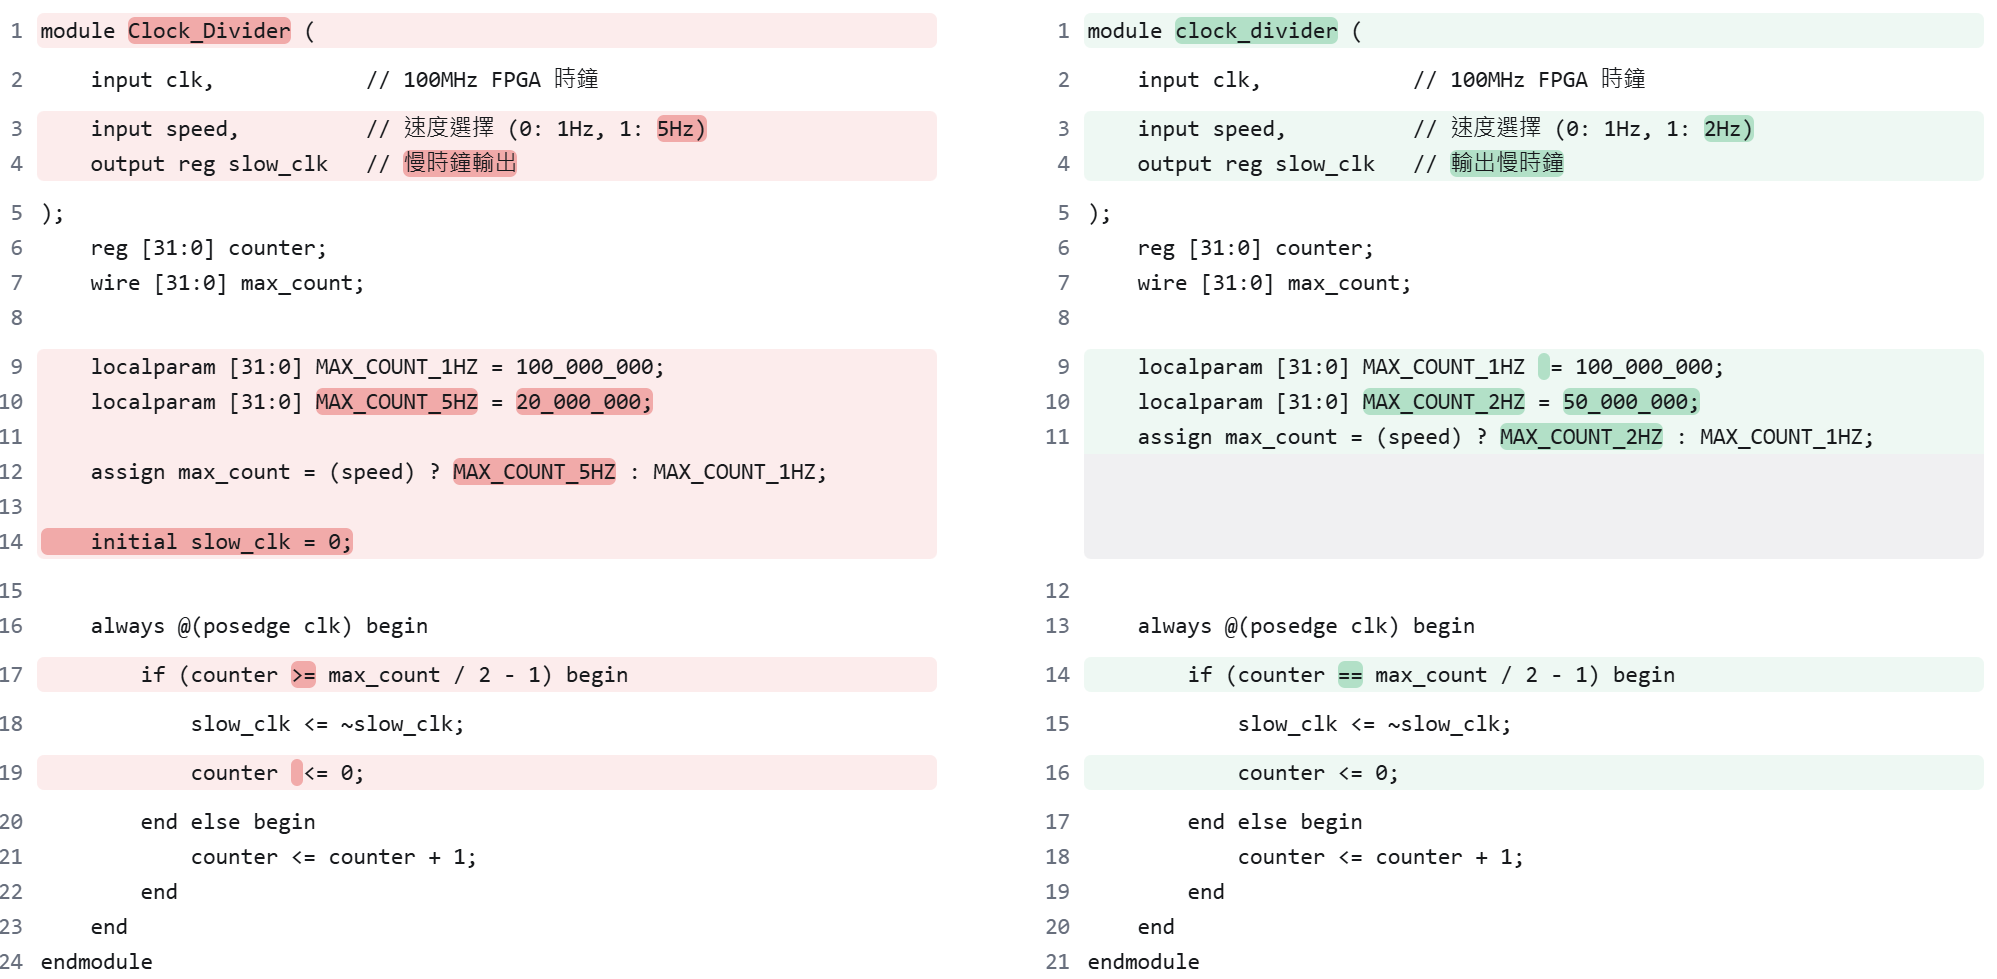 1 module Clock_Divider (
2     input clk,            // 100MHz FPGA 時鐘
3     input speed,          // 速度選擇 (0: 1Hz, 1: 5Hz)
4     output reg slow_clk   // 慢時鐘輸出
5 );
6     reg [31:0] counter;
7     wire [31:0] max_count;
8
9     localparam [31:0] MAX_COUNT_1HZ = 100_000_000;
10     localparam [31:0] MAX_COUNT_5HZ = 20_000_000;
11
12     assign max_count = (speed) ? MAX_COUNT_5HZ : MAX_COUNT_1HZ;
13
14     initial slow_clk = 0;
15
16     always @(posedge clk) begin
17         if (counter >= max_count / 2 - 1) begin
18             slow_clk <= ~slow_clk;
19             counter  <= 0;
20         end else begin
21             counter <= counter + 1;
22         end
23     end
24 endmodule
1 module clock_divider (
2     input clk,            // 100MHz FPGA 時鐘
3     input speed,          // 速度選擇 (0: 1Hz, 1: 2Hz)
4     output reg slow_clk   // 輸出慢時鐘
5 );
6     reg [31:0] counter;
7     wire [31:0] max_count;
8
9     localparam [31:0] MAX_COUNT_1HZ  = 100_000_000;
10     localparam [31:0] MAX_COUNT_2HZ = 50_000_000;
11     assign max_count = (speed) ? MAX_COUNT_2HZ : MAX_COUNT_1HZ;
12
13     always @(posedge clk) begin
14         if (counter == max_count / 2 - 1) begin
15             slow_clk <= ~slow_clk;
16             counter <= 0;
17         end else begin
18             counter <= counter + 1;
19         end
20     end
21 endmodule